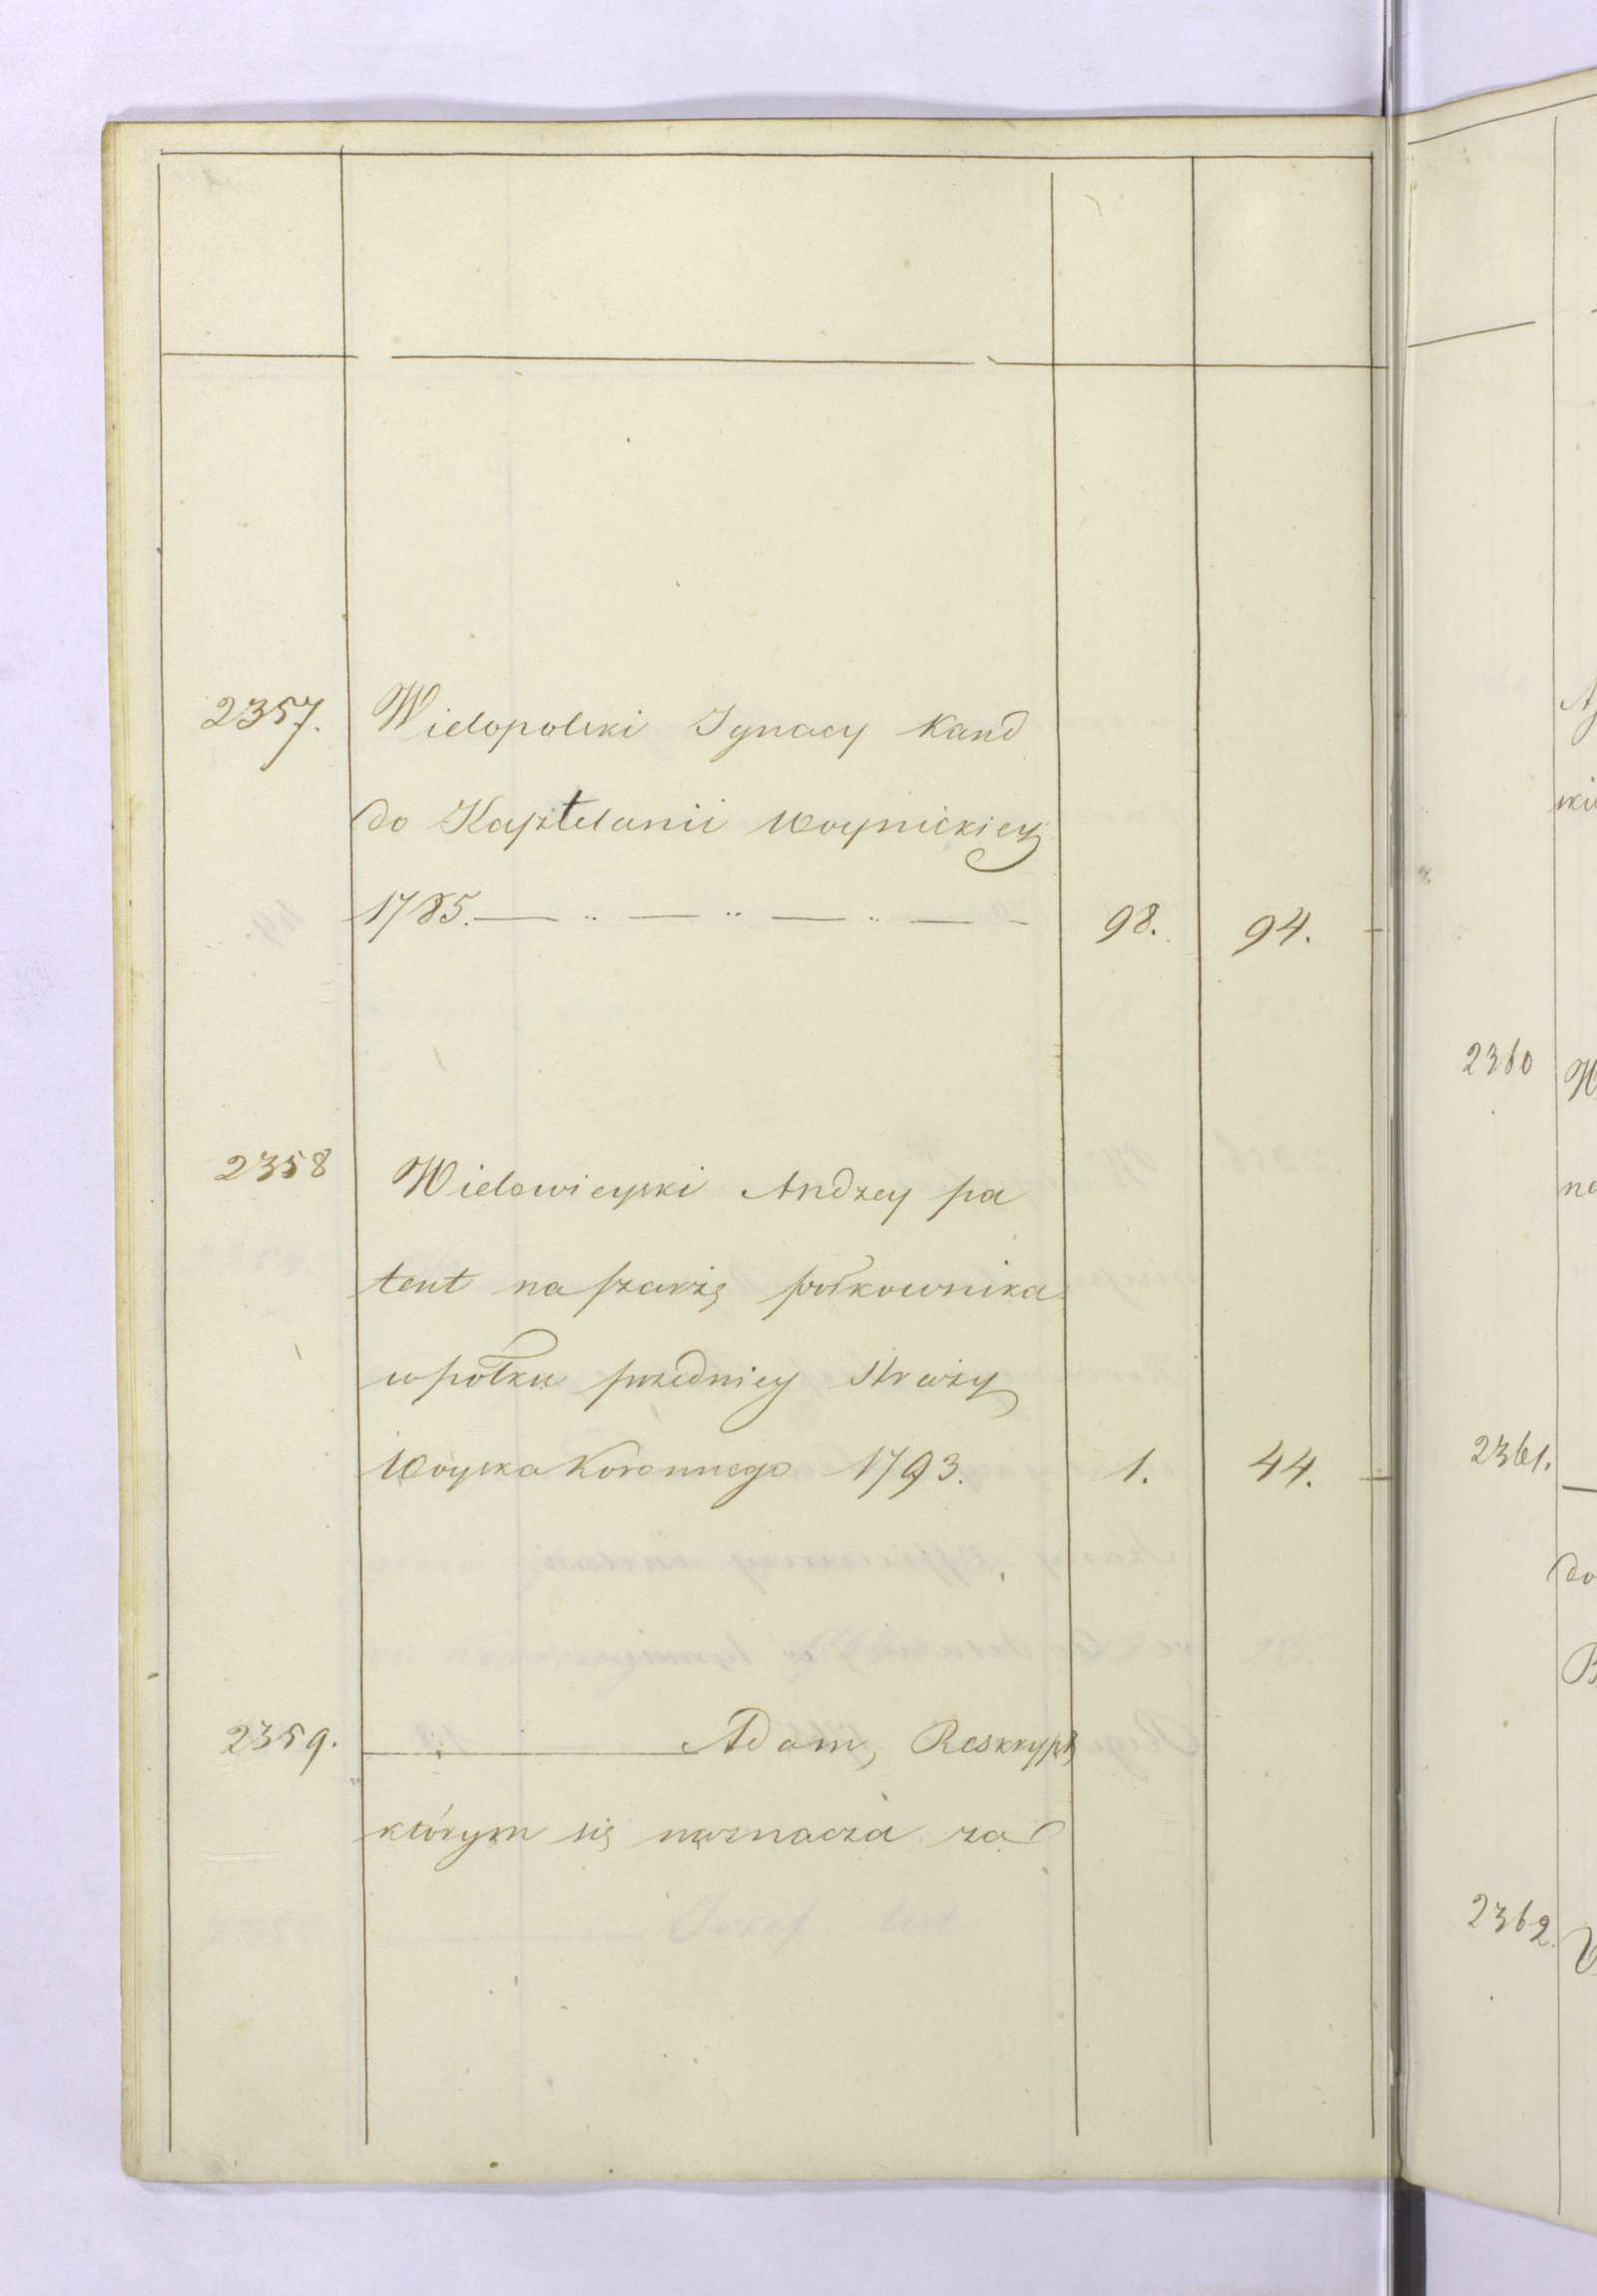 2357. Wielopolski Ignacy Kand
do Kasztelanii woynickiey
1785. — .. — .. — .. — – 98. 94.
2358 Wielowieyski Andrzey pa
tent na szarżę półkownika
w półku przedniey straży
Woyska Koronnego 1793. 1. 44.
2359. — Adam, Reskrypt
którym się naznacza za
2360
2361.
do
2362.